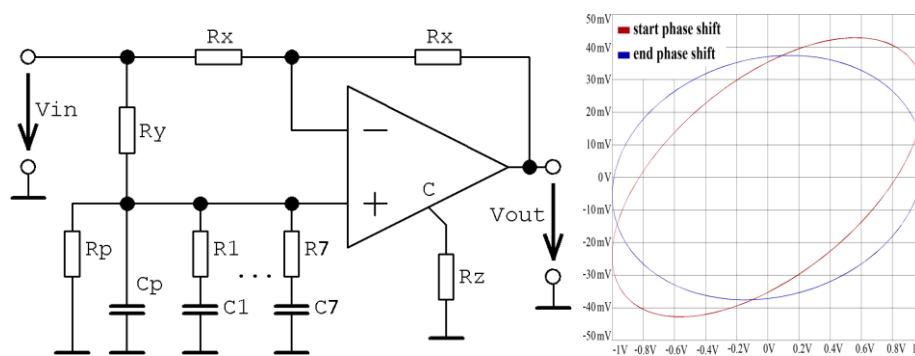 Rx
Rx
Vin
Ry
−
C
+
Vout
Rp
R1
R7
Rz
Cp
...
C1
C7
50mV
start phase shift
40mV
end phase shift
30mV
20mV
10mV
0V
-10mV
-20mV
-30mV
-40mV
-50mV
-1V -0.8V -0.6V -0.4V -0.2V 0V 0.2V 0.4V 0.6V 0.8V